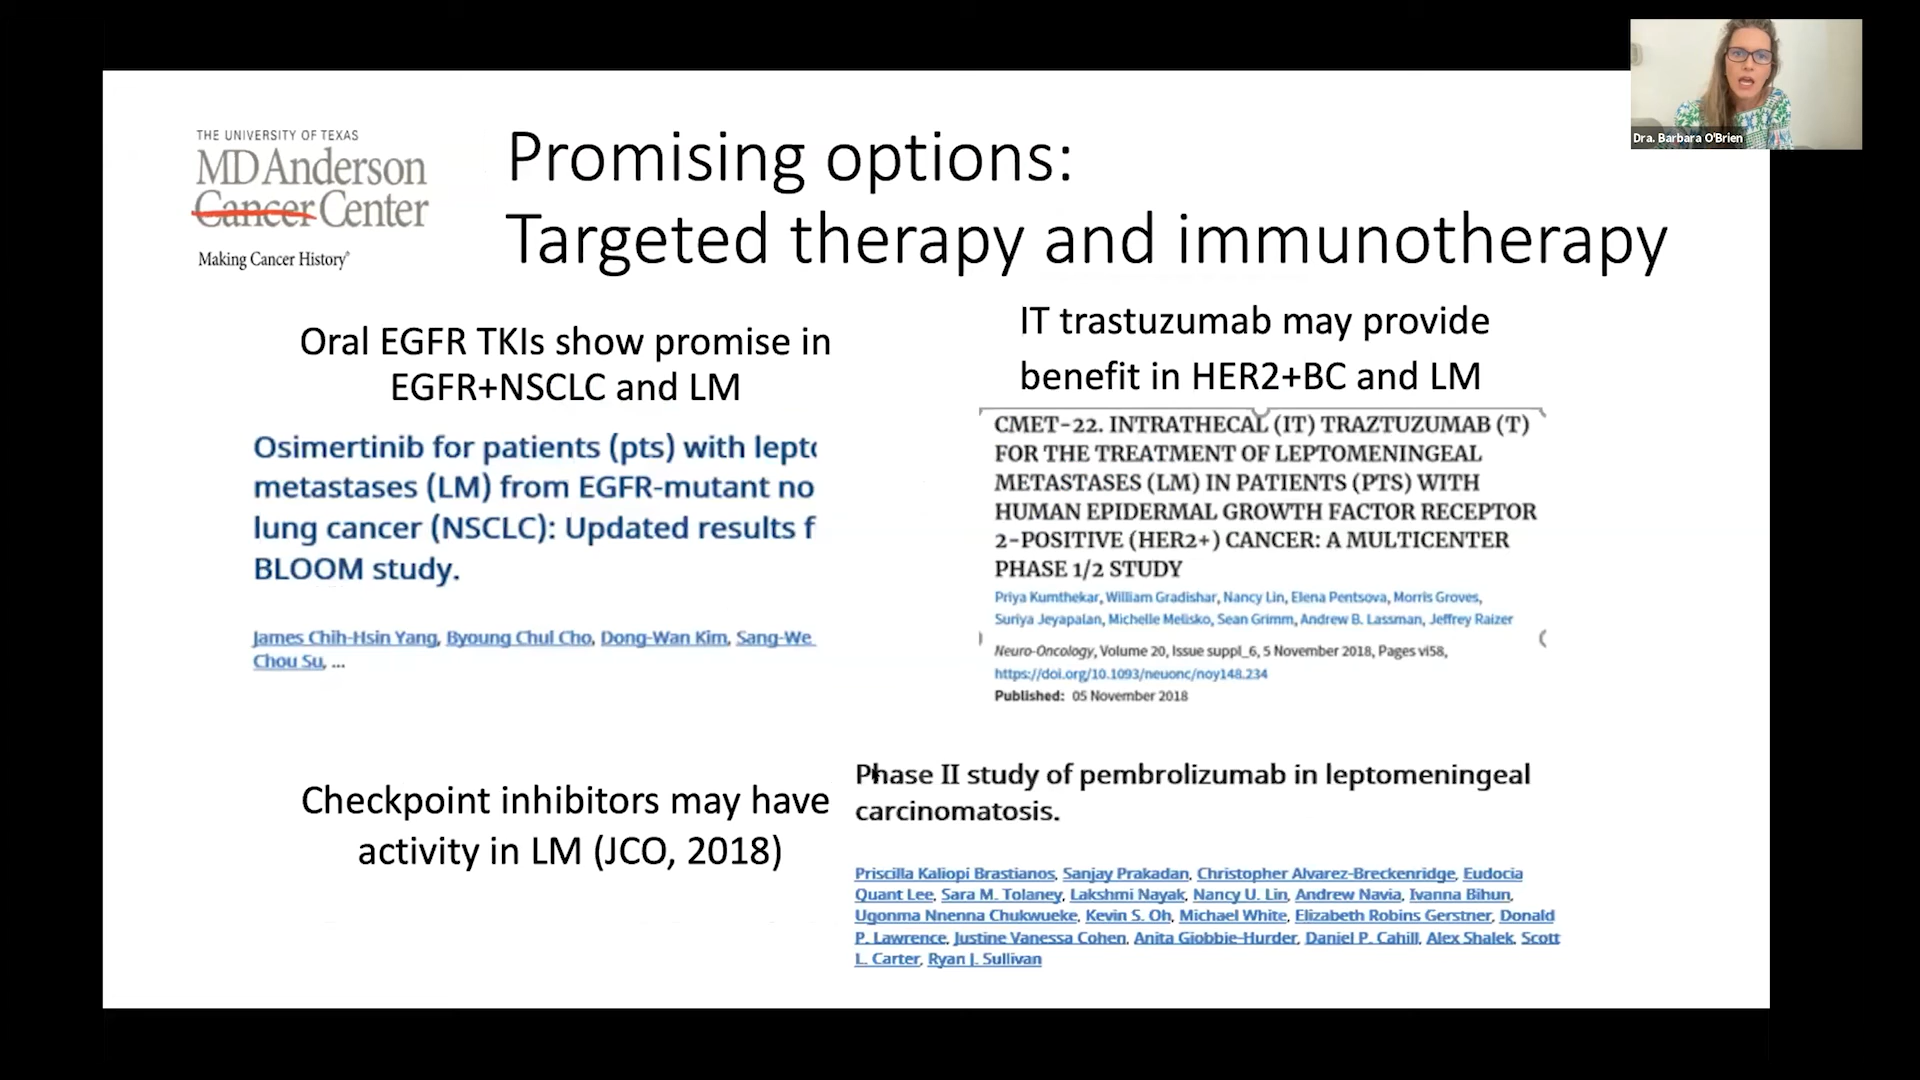 Dra. Barbara O'Brien
THE UNIVERSITY OF TEXAS
MD Anderson
Cancer Center
Making Cancer History®
Promising options:
Targeted therapy and immunotherapy
Oral EGFR TKIs show promise in
EGFR+NSCLC and LM
Osimertinib for patients (pts) with lepto
metastases (LM) from EGFR-mutant no
lung cancer (NSCLC): Updated results f
BLOOM study.
James Chih-Hsin Yang, Byoung Chul Cho, Dong-Wan Kim, Sang-We
Chou Su, ...
IT trastuzumab may provide
benefit in HER2+BC and LM
CMET-22. INTRATHECAL (IT) TRAZTUZUMAB (T)
FOR THE TREATMENT OF LEPTOMENINGEAL
METASTASES (LM) IN PATIENTS (PTS) WITH
HUMAN EPIDERMAL GROWTH FACTOR RECEPTOR
2-POSITIVE (HER2+) CANCER: A MULTICENTER
PHASE 1/2 STUDY
Priya Kumthekar, William Gradishar, Nancy Lin, Elena Pentsova, Morris Groves,
Suriya Jeyapalan, Michelle Melisko, Sean Grimm, Andrew B. Lassman, Jeffrey Raizer
Neuro-Oncology, Volume 20, Issue suppl_6, 5 November 2018, Pages vi58,
https://doi.org/10.1093/neuonc/noy148.234
Published: 05 November 2018
Checkpoint inhibitors may have
activity in LM (JCO, 2018)
Phase II study of pembrolizumab in leptomeningeal
carcinomatosis.
Priscilla Kaliopi Brastianos, Sanjay Prakadan, Christopher Alvarez-Breckenridge, Eudocia
Quant Lee, Sara M. Tolaney, Lakshmi Nayak, Nancy U. Lin, Andrew Navia, Ivanna Bihun,
Ugonma Nnenna Chukwueke, Kevin S. Oh, Michael White, Elizabeth Robins Gerstner, Donald
P. Lawrence, Justine Vanessa Cohen, Anita Giobbie-Hurder, Daniel P. Cahill, Alex Shalek, Scott
L. Carter, Ryan J. Sullivan